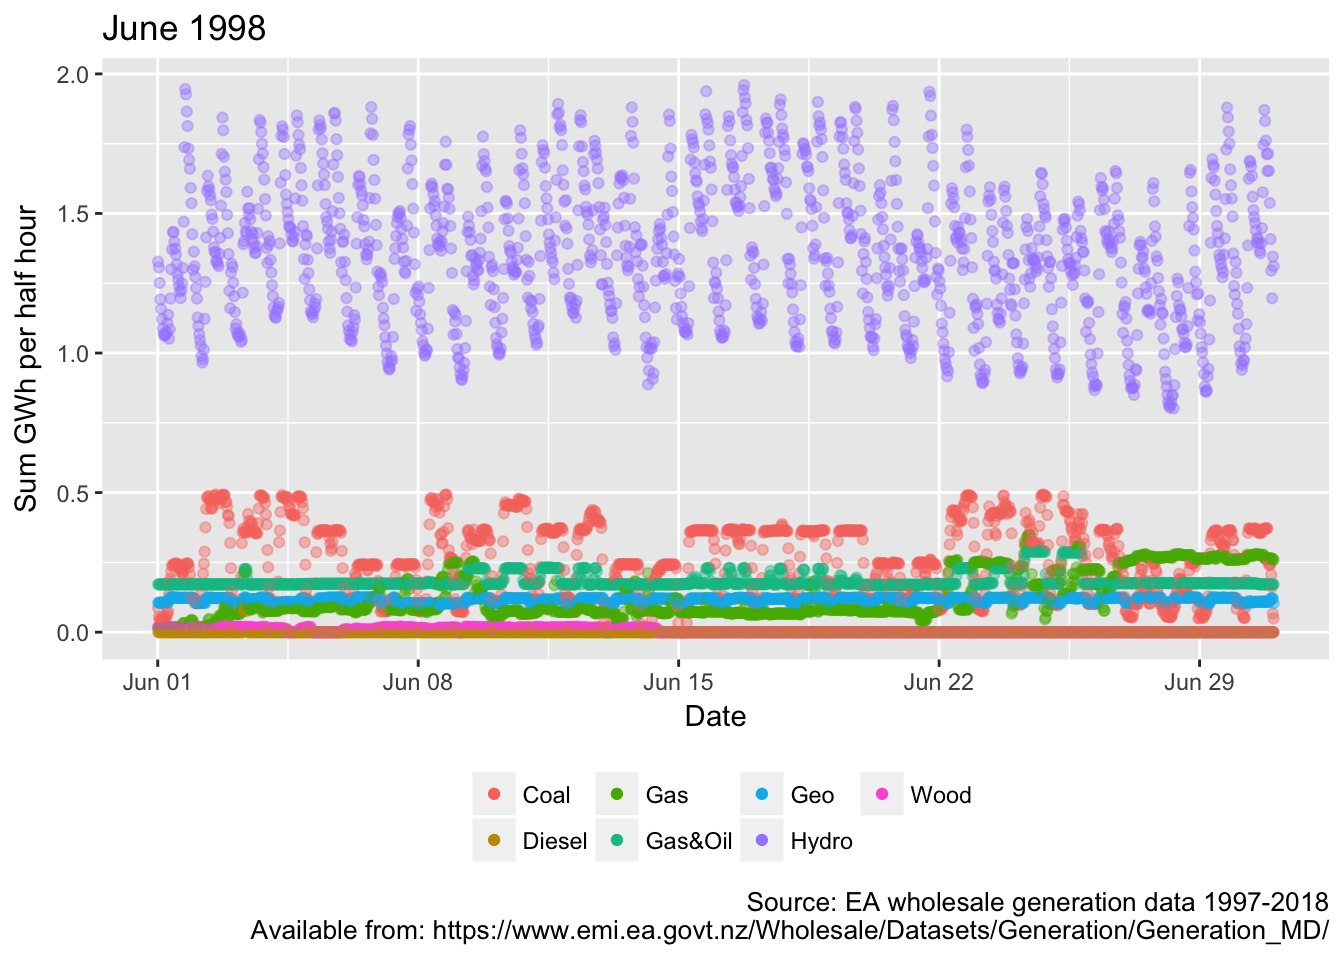 June 1998
Sum GWh per half hour
2.0
1.5
1.0
0.5
0.0
Jun 01
Jun 08
Jun 15
Jun 22
Jun 29
Date
Coal
Gas
Geo
Wood
Diesel
Gas&Oil
Hydro
Source: EA wholesale generation data 1997-2018
Available from: https://www.emi.ea.govt.nz/Wholesale/Datasets/Generation/Generation_MD/